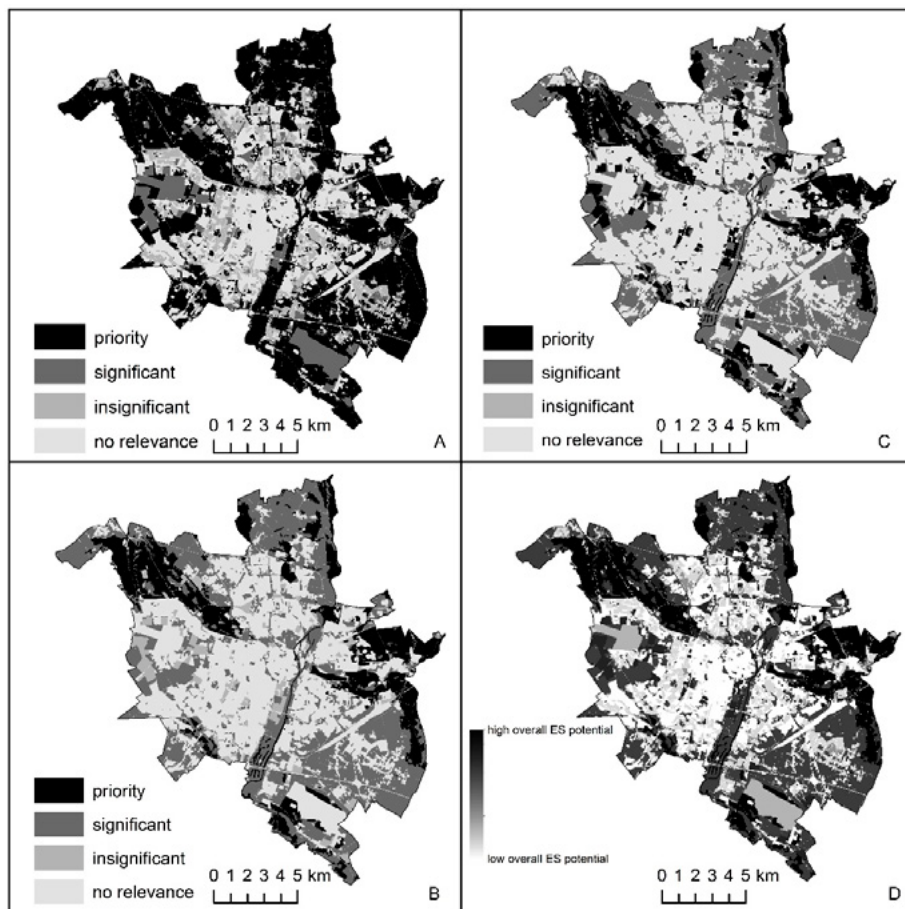 priority
significant
insignificant
no relevance
0 1 2 3 4 5 km
A
priority
significant
insignificant
no relevance
0 1 2 3 4 5 km
C
priority
significant
insignificant
no relevance
0 1 2 3 4 5 km
B
high overall ES potential
low overall ES potential
0 1 2 3 4 5 km
D